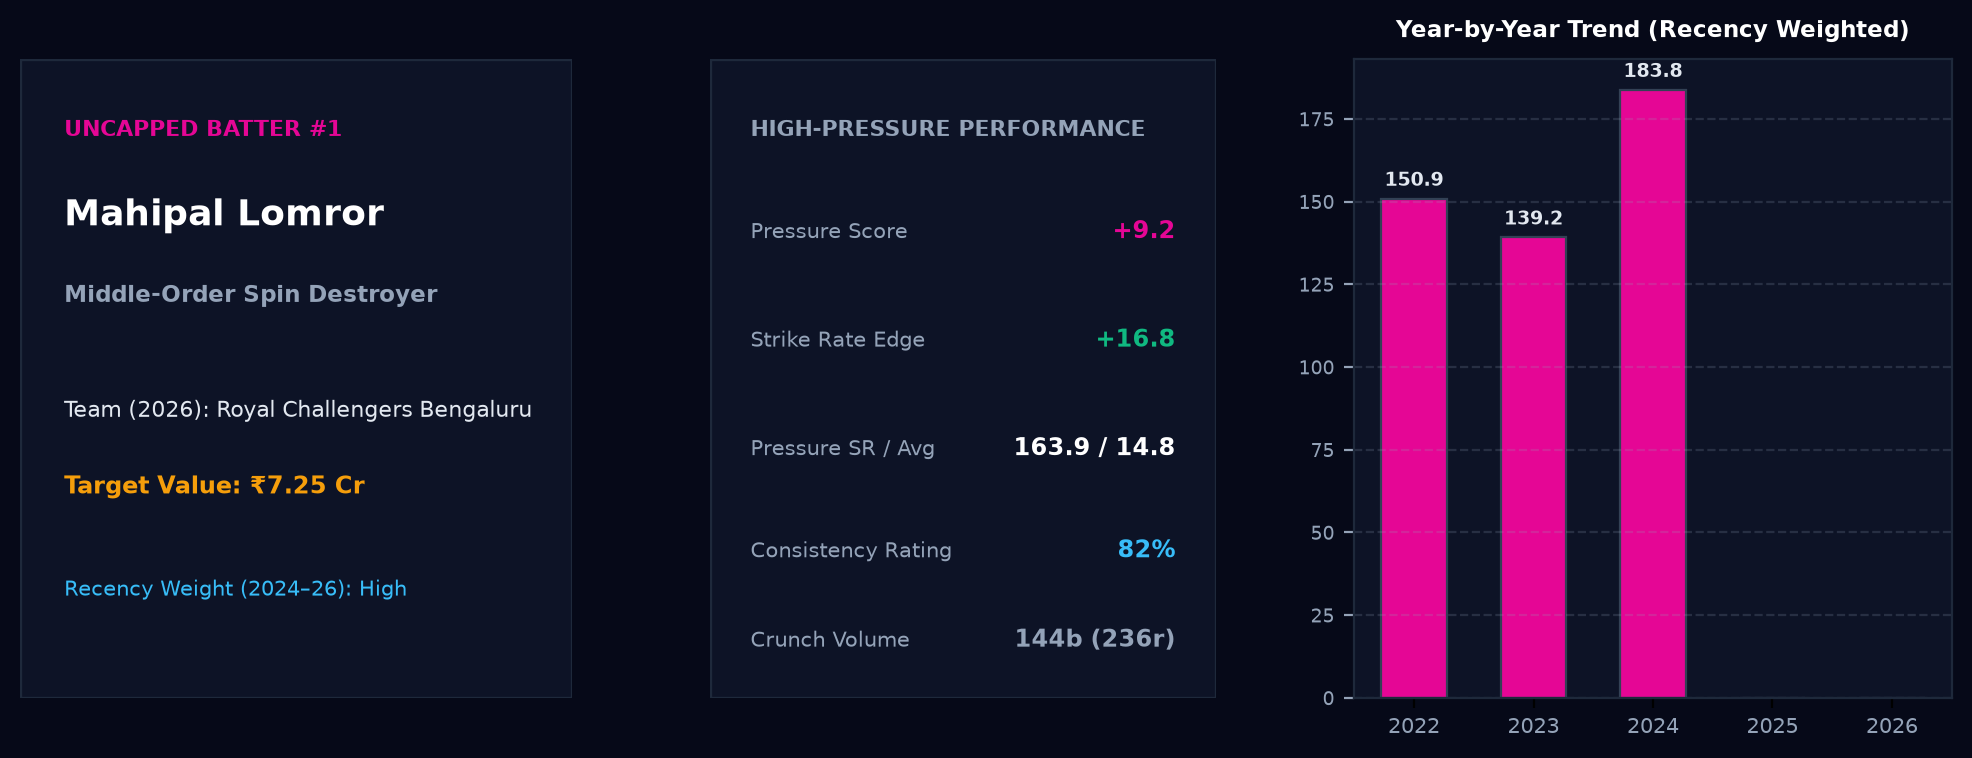 UNCAPPED BATTER #1
Mahipal Lomror
Middle-Order Spin Destroyer
Team (2026): Royal Challengers Bengaluru
Target Value: ₹7.25 Cr
Recency Weight (2024–26): High
HIGH-PRESSURE PERFORMANCE
Pressure Score +9.2
Strike Rate Edge +16.8
Pressure SR / Avg 163.9 / 14.8
Consistency Rating 82%
Crunch Volume 144b (236r)
Year-by-Year Trend (Recency Weighted)
183.8
175
150.9
150
139.2
125
100
75
50
25
0
2022 2023 2024 2025 2026